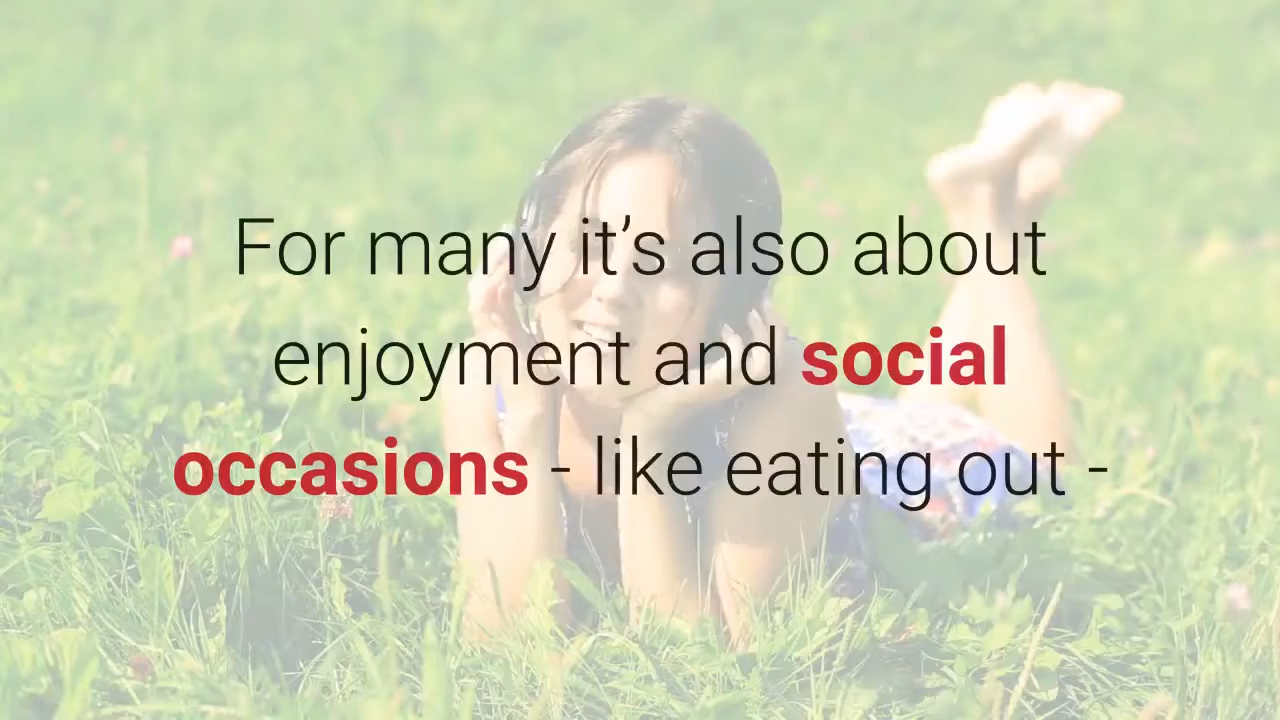 For many it’s also about
enjoyment and social
occasions - like eating out -